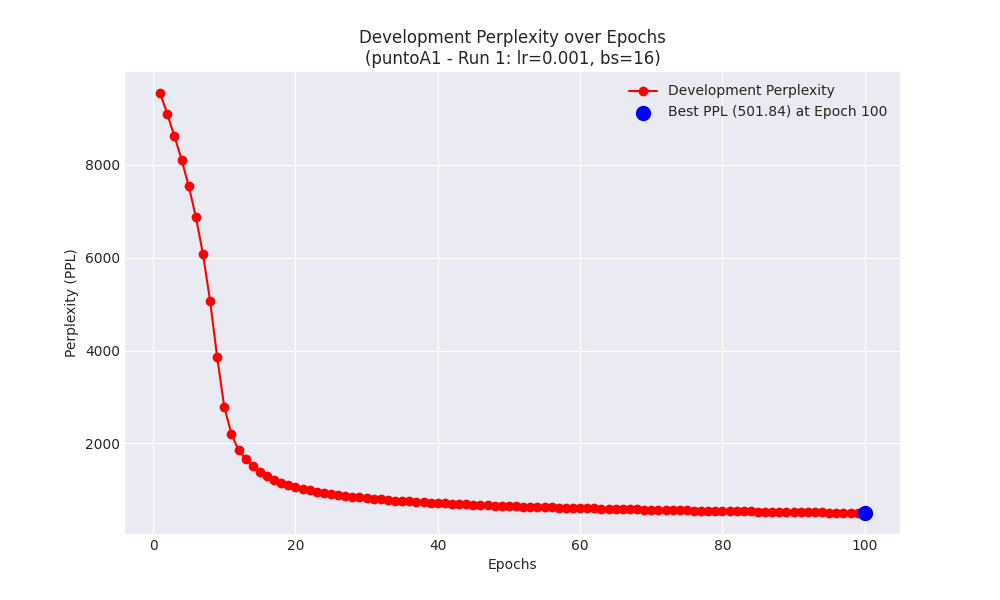 Development Perplexity over Epochs
(puntoA1 - Run 1: lr=0.001, bs=16)
Development Perplexity
Best PPL (501.84) at Epoch 100
Perplexity (PPL)
8000
6000
4000
2000
0 20 40 60 80 100
Epochs